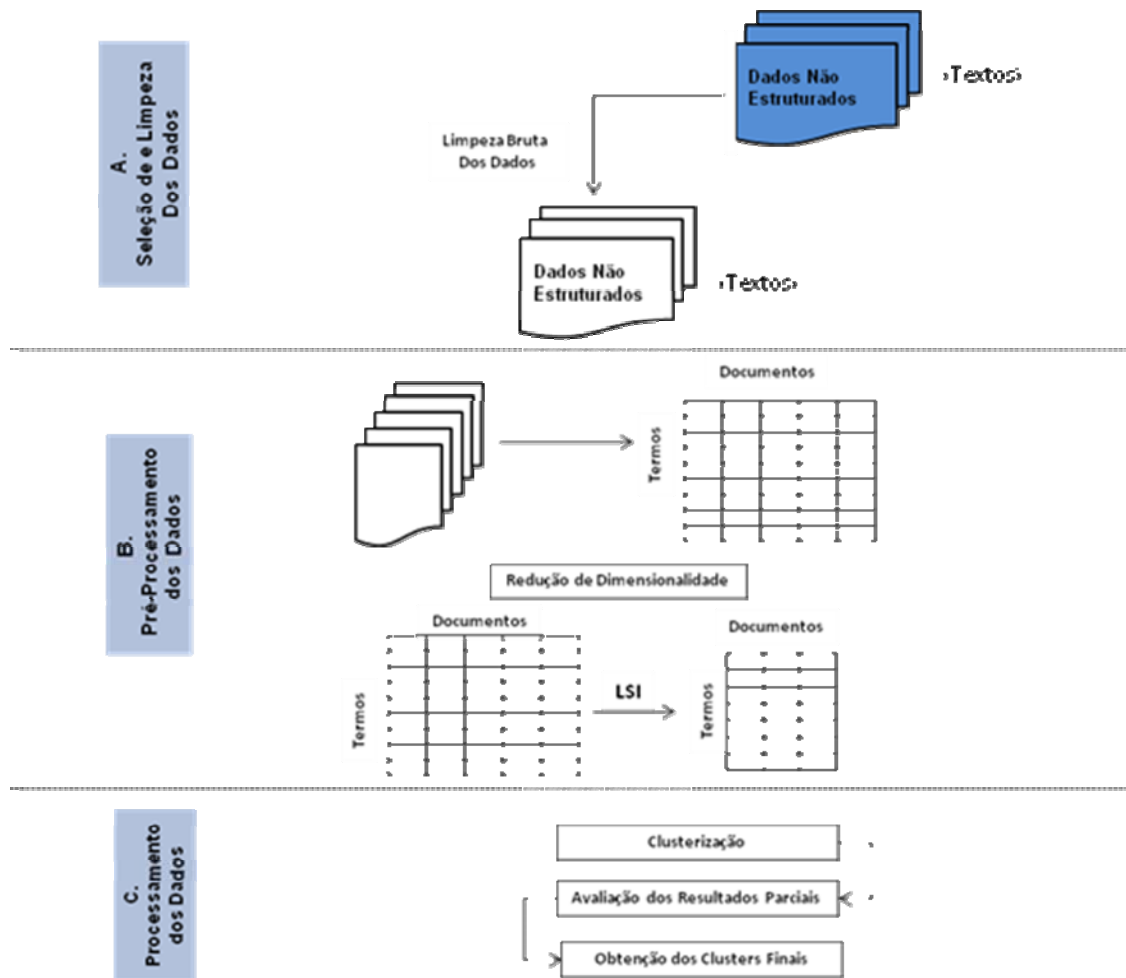 A.
Seleção de e Limpeza
Dos Dados
Dados Não
Estruturados
‹Textos›
Limpeza Bruta
Dos Dados
Dados Não
Estruturados
‹Textos›
B.
Pré-Processamento
dos Dados
Documentos
Termos
Redução de Dimensionalidade
Documentos
Termos
LSI
Documentos
Termos
C.
Processamento
dos Dados
Clusterização
Avaliação dos Resultados Parciais
Obtenção dos Clusters Finais